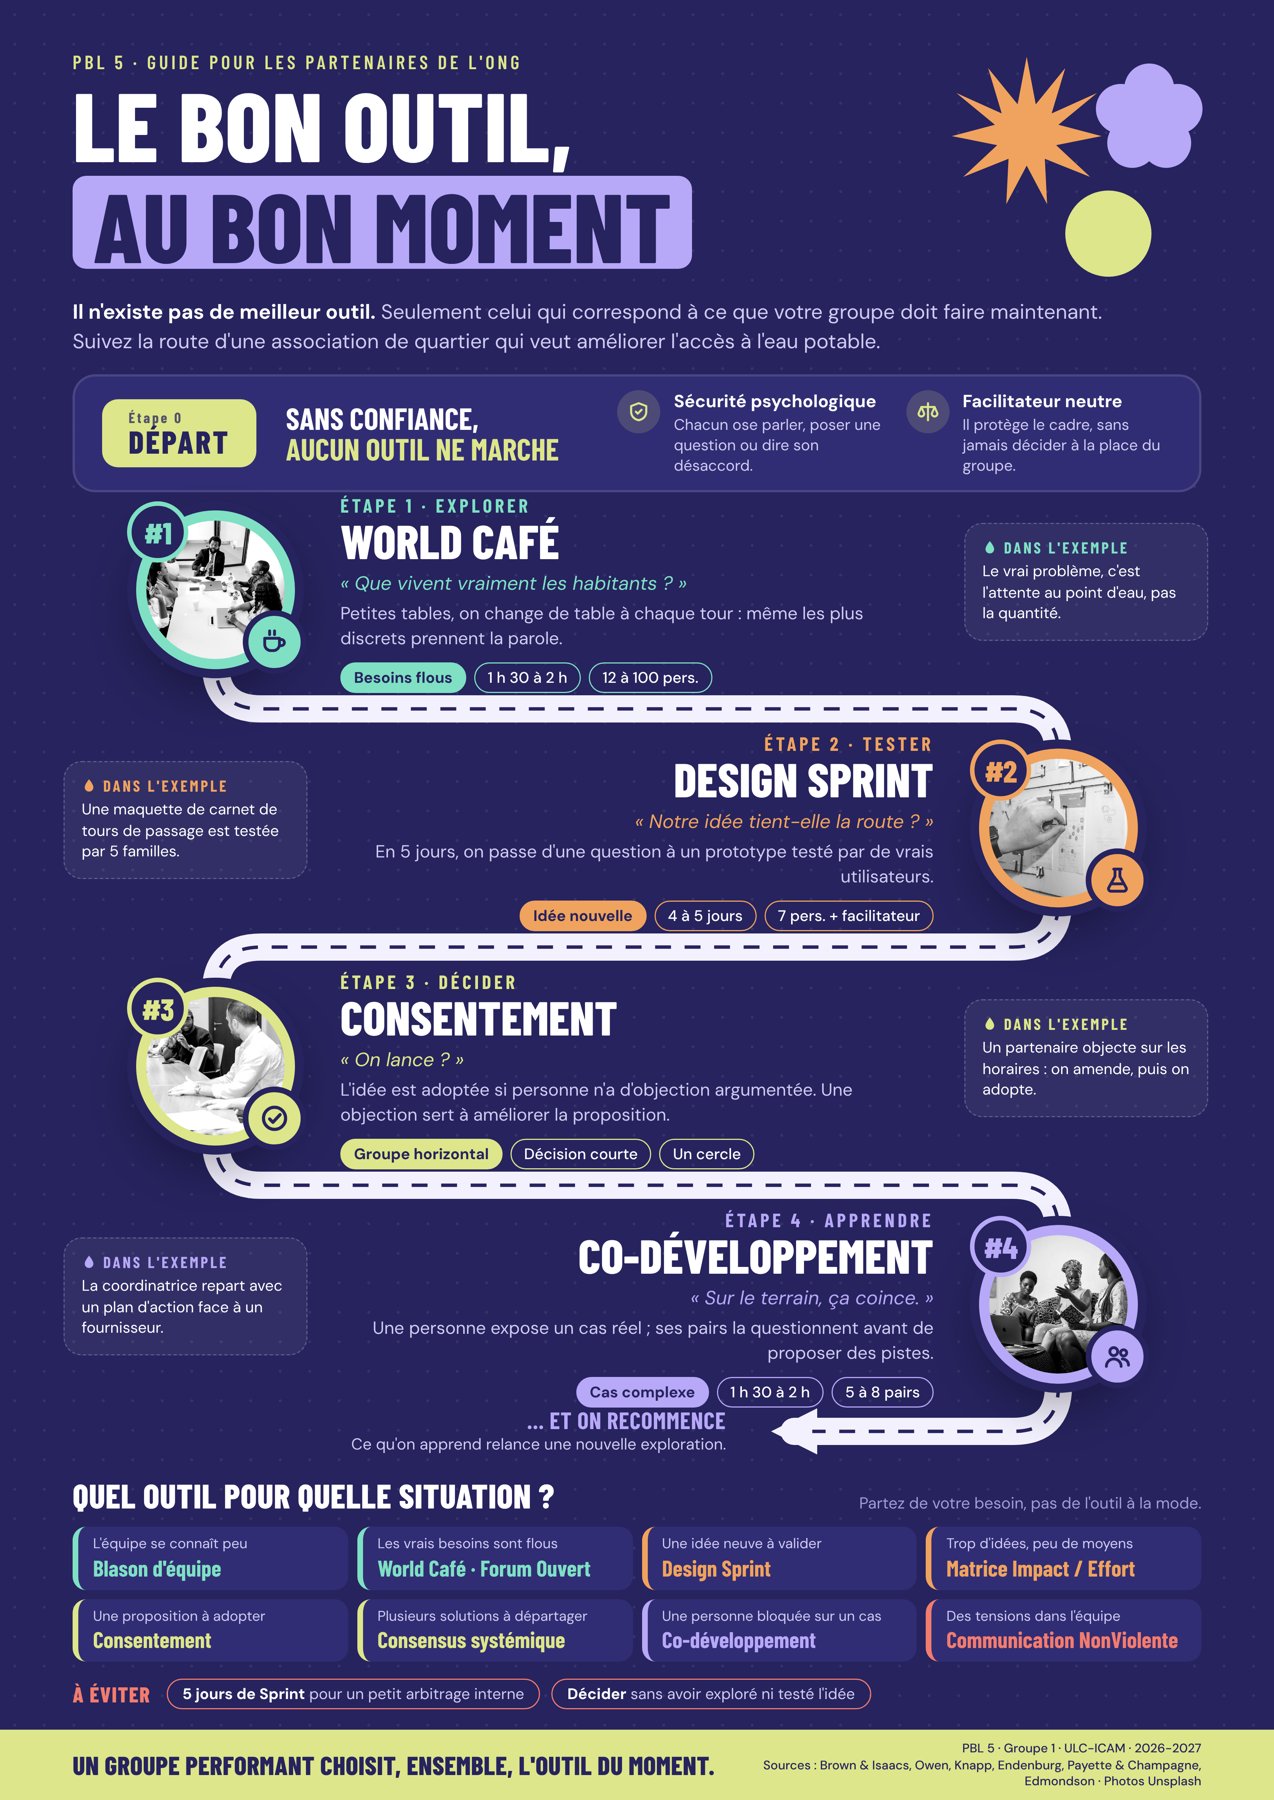 PBL 5 · GUIDE POUR LES PARTENAIRES DE L'ONG
LE BON OUTIL,
AU BON MOMENT
Il n'existe pas de meilleur outil. Seulement celui qui correspond à ce que votre groupe doit faire maintenant.
Suivez la route d'une association de quartier qui veut améliorer l'accès à l'eau potable.
Étape 0
DÉPART
SANS CONFIANCE,
AUCUN OUTIL NE MARCHE
Sécurité psychologique
Chacun ose parler, poser une
question ou dire son
désaccord.
Facilitateur neutre
Il protège le cadre, sans
jamais décider à la place du
groupe.
#1
ÉTAPE 1 · EXPLORER
WORLD CAFÉ
« Que vivent vraiment les habitants ? »
Petites tables, on change de table à chaque tour : même les plus
discrets prennent la parole.
Besoins flous
1 h 30 à 2 h
12 à 100 pers.
DANS L'EXEMPLE
Le vrai problème, c'est
l'attente au point d'eau, pas
la quantité.
ÉTAPE 2 · TESTER
DESIGN SPRINT
« Notre idée tient-elle la route ? »
En 5 jours, on passe d'une question à un prototype testé par de vrais
utilisateurs.
Idée nouvelle
4 à 5 jours
7 pers. + facilitateur
#2
DANS L'EXEMPLE
Une maquette de carnet de
tours de passage est testée
par 5 familles.
#3
ÉTAPE 3 · DÉCIDER
CONSENTEMENT
« On lance ? »
L'idée est adoptée si personne n'a d'objection argumentée. Une
objection sert à améliorer la proposition.
Groupe horizontal
Décision courte
Un cercle
DANS L'EXEMPLE
Un partenaire objecte sur les
horaires : on amende, puis on
adopte.
ÉTAPE 4 · APPRENDRE
CO-DÉVELOPPEMENT
« Sur le terrain, ça coince. »
Une personne expose un cas réel ; ses pairs la questionnent avant de
proposer des pistes.
Cas complexe
1 h 30 à 2 h
5 à 8 pairs
#4
DANS L'EXEMPLE
La coordinatrice repart avec
un plan d'action face à un
fournisseur.
... ET ON RECOMMENCE
Ce qu'on apprend relance une nouvelle exploration.
QUEL OUTIL POUR QUELLE SITUATION ?
Partez de votre besoin, pas de l'outil à la mode.
L'équipe se connaît peu
Blason d'équipe
Les vrais besoins sont flous
World Café · Forum Ouvert
Une idée neuve à valider
Design Sprint
Trop d'idées, peu de moyens
Matrice Impact / Effort
Une proposition à adopter
Consentement
Plusieurs solutions à départager
Consensus systémique
Une personne bloquée sur un cas
Co-développement
Des tensions dans l'équipe
Communication NonViolente
À ÉVITER
5 jours de Sprint pour un petit arbitrage interne
Décider sans avoir exploré ni testé l'idée
UN GROUPE PERFORMANT CHOISIT, ENSEMBLE, L'OUTIL DU MOMENT.
PBL 5 · Groupe 1 · ULC-ICAM · 2026-2027
Sources : Brown & Isaacs, Owen, Knapp, Endenburg, Payette & Champagne,
Edmondson · Photos Unsplash